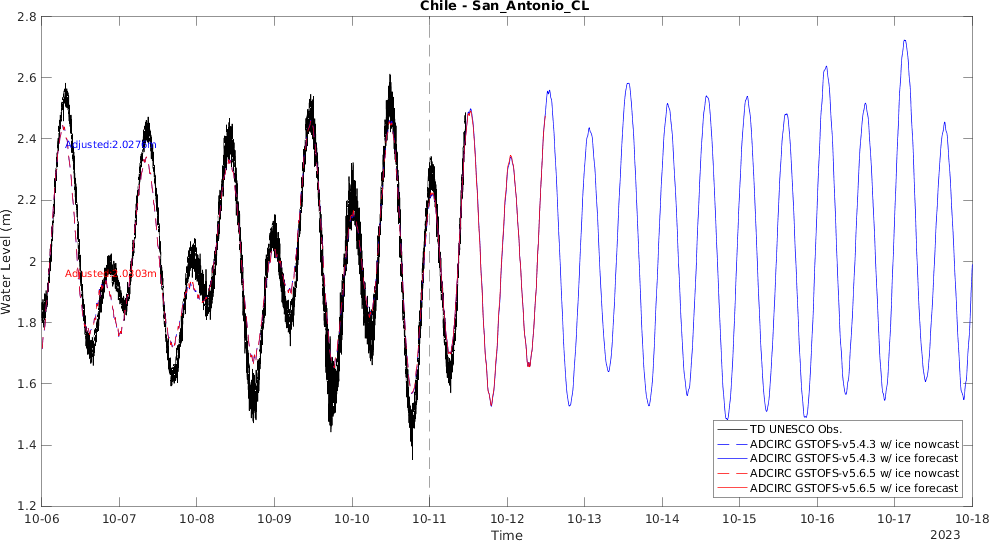 Chile - San_Antonio_CL
2.8
2.6
2.4
2.2
2
1.8
1.6
1.4
1.2
Water Level (m)
Adjusted:2.0276m
Adjusted:2.0303m
TD UNESCO Obs.
ADCIRC GSTOFS-v5.4.3 w/ ice nowcast
ADCIRC GSTOFS-v5.4.3 w/ ice forecast
ADCIRC GSTOFS-v5.6.5 w/ ice nowcast
ADCIRC GSTOFS-v5.6.5 w/ ice forecast
10-06 10-07 10-08 10-09 10-10 10-11 10-12 10-13 10-14 10-15 10-16 10-17 10-18
Time
2023